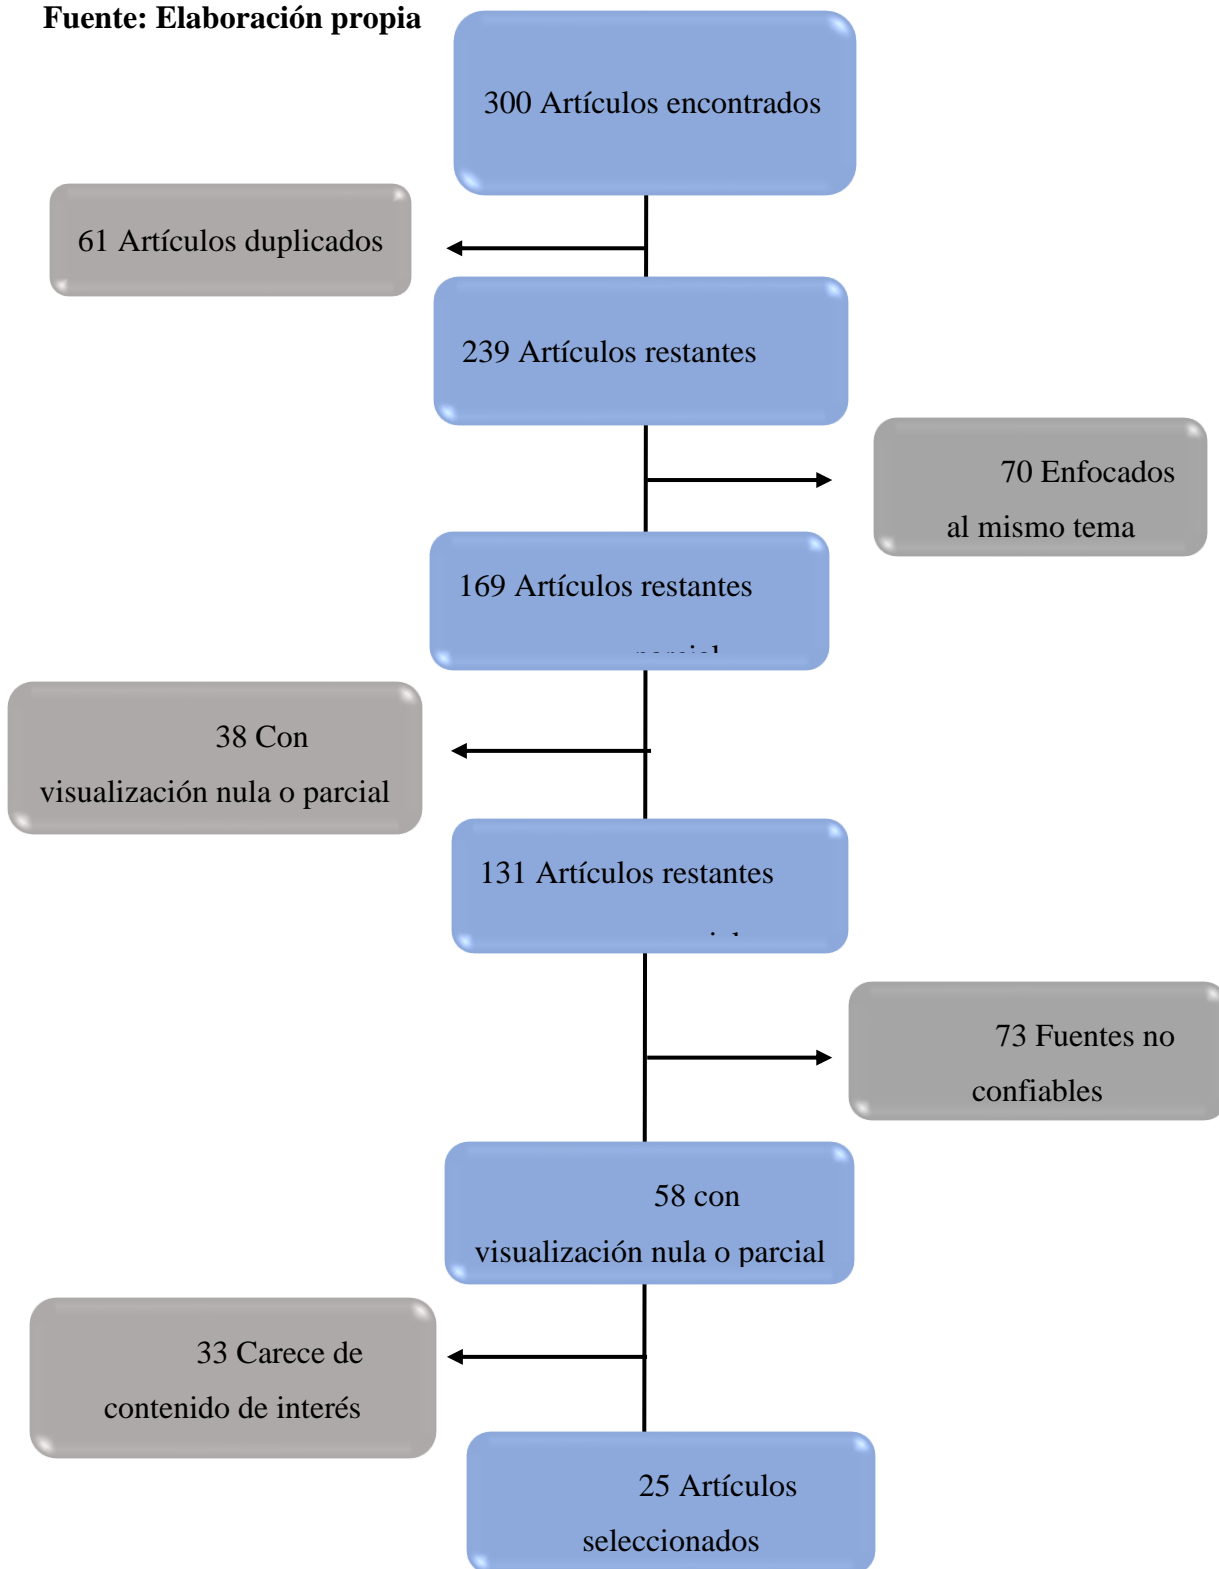 Fuente: Elaboración propia
300 Artículos encontrados
61 Artículos duplicados
239 Artículos restantes
70 Enfocados
al mismo tema
169 Artículos restantes
38 Con
visualización nula o parcial
131 Artículos restantes
73 Fuentes no
confiables
58 con
visualización nula o parcial
33 Carece de
contenido de interés
25 Artículos
seleccionados